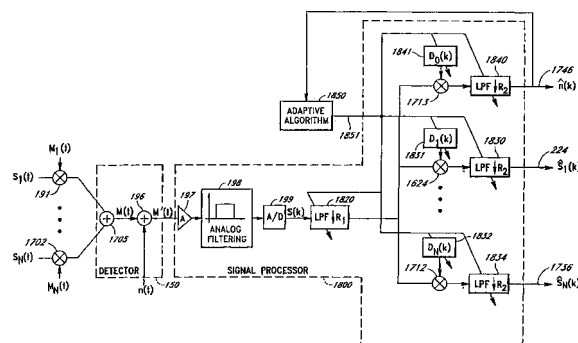 1841
D0(k)
1840
LPF ↓R2
1746
n̂(k)
1713
ADAPTIVE
ALGORITHM
1850
1851
M1(t)
S1(t)
191
D1(k)
1831
1830
LPF ↓R2
224
Ŝ1(k)
1624
196
197
198
199
M(t)
M'(t)
A
A/D
S(k)
1820
LPF ↓R1
1705
ANALOG
FILTERING
1702
SN(t)
MN(t)
DETECTOR
n(t)
150
SIGNAL
PROCESSOR
1800
DN(k)
1832
1712
1834
LPF ↓R2
1736
ŜN(k)